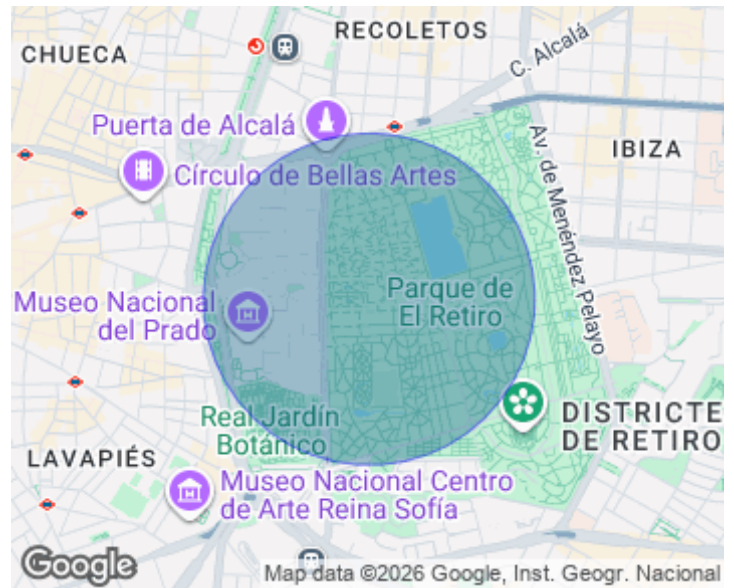 RECOLETOS
CHUECA
C. Alcalá
Puerta de Alcalá
Av. de Menéndez Pelayo
IBIZA
Círculo de Bellas Artes
Parque de
El Retiro
Museo Nacional
del Prado
Real Jardín
Botánico
DISTRICTE
DE RETIRO
LAVAPIÉS
Museo Nacional Centro
de Arte Reina Sofía
Google
Map data ©2026 Google, Inst. Geogr. Nacional